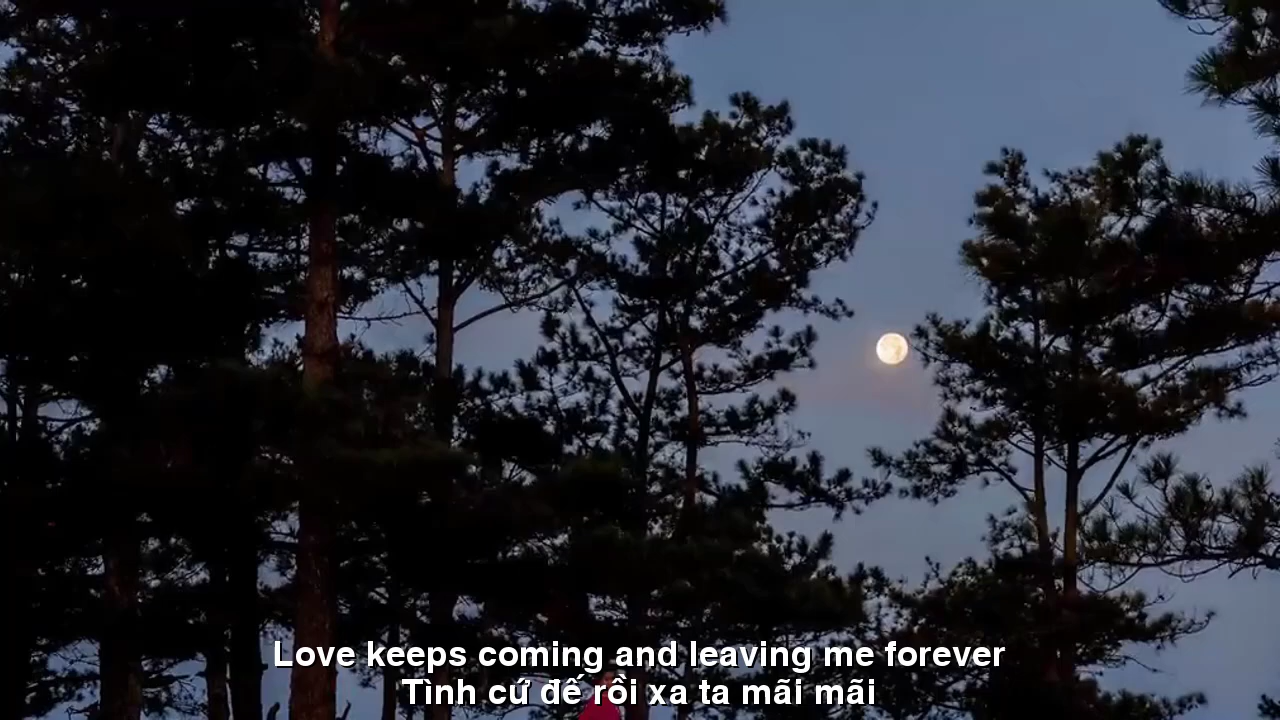 Love keeps coming and leaving me forever
Tình cứ đế rồi xa ta mãi mãi